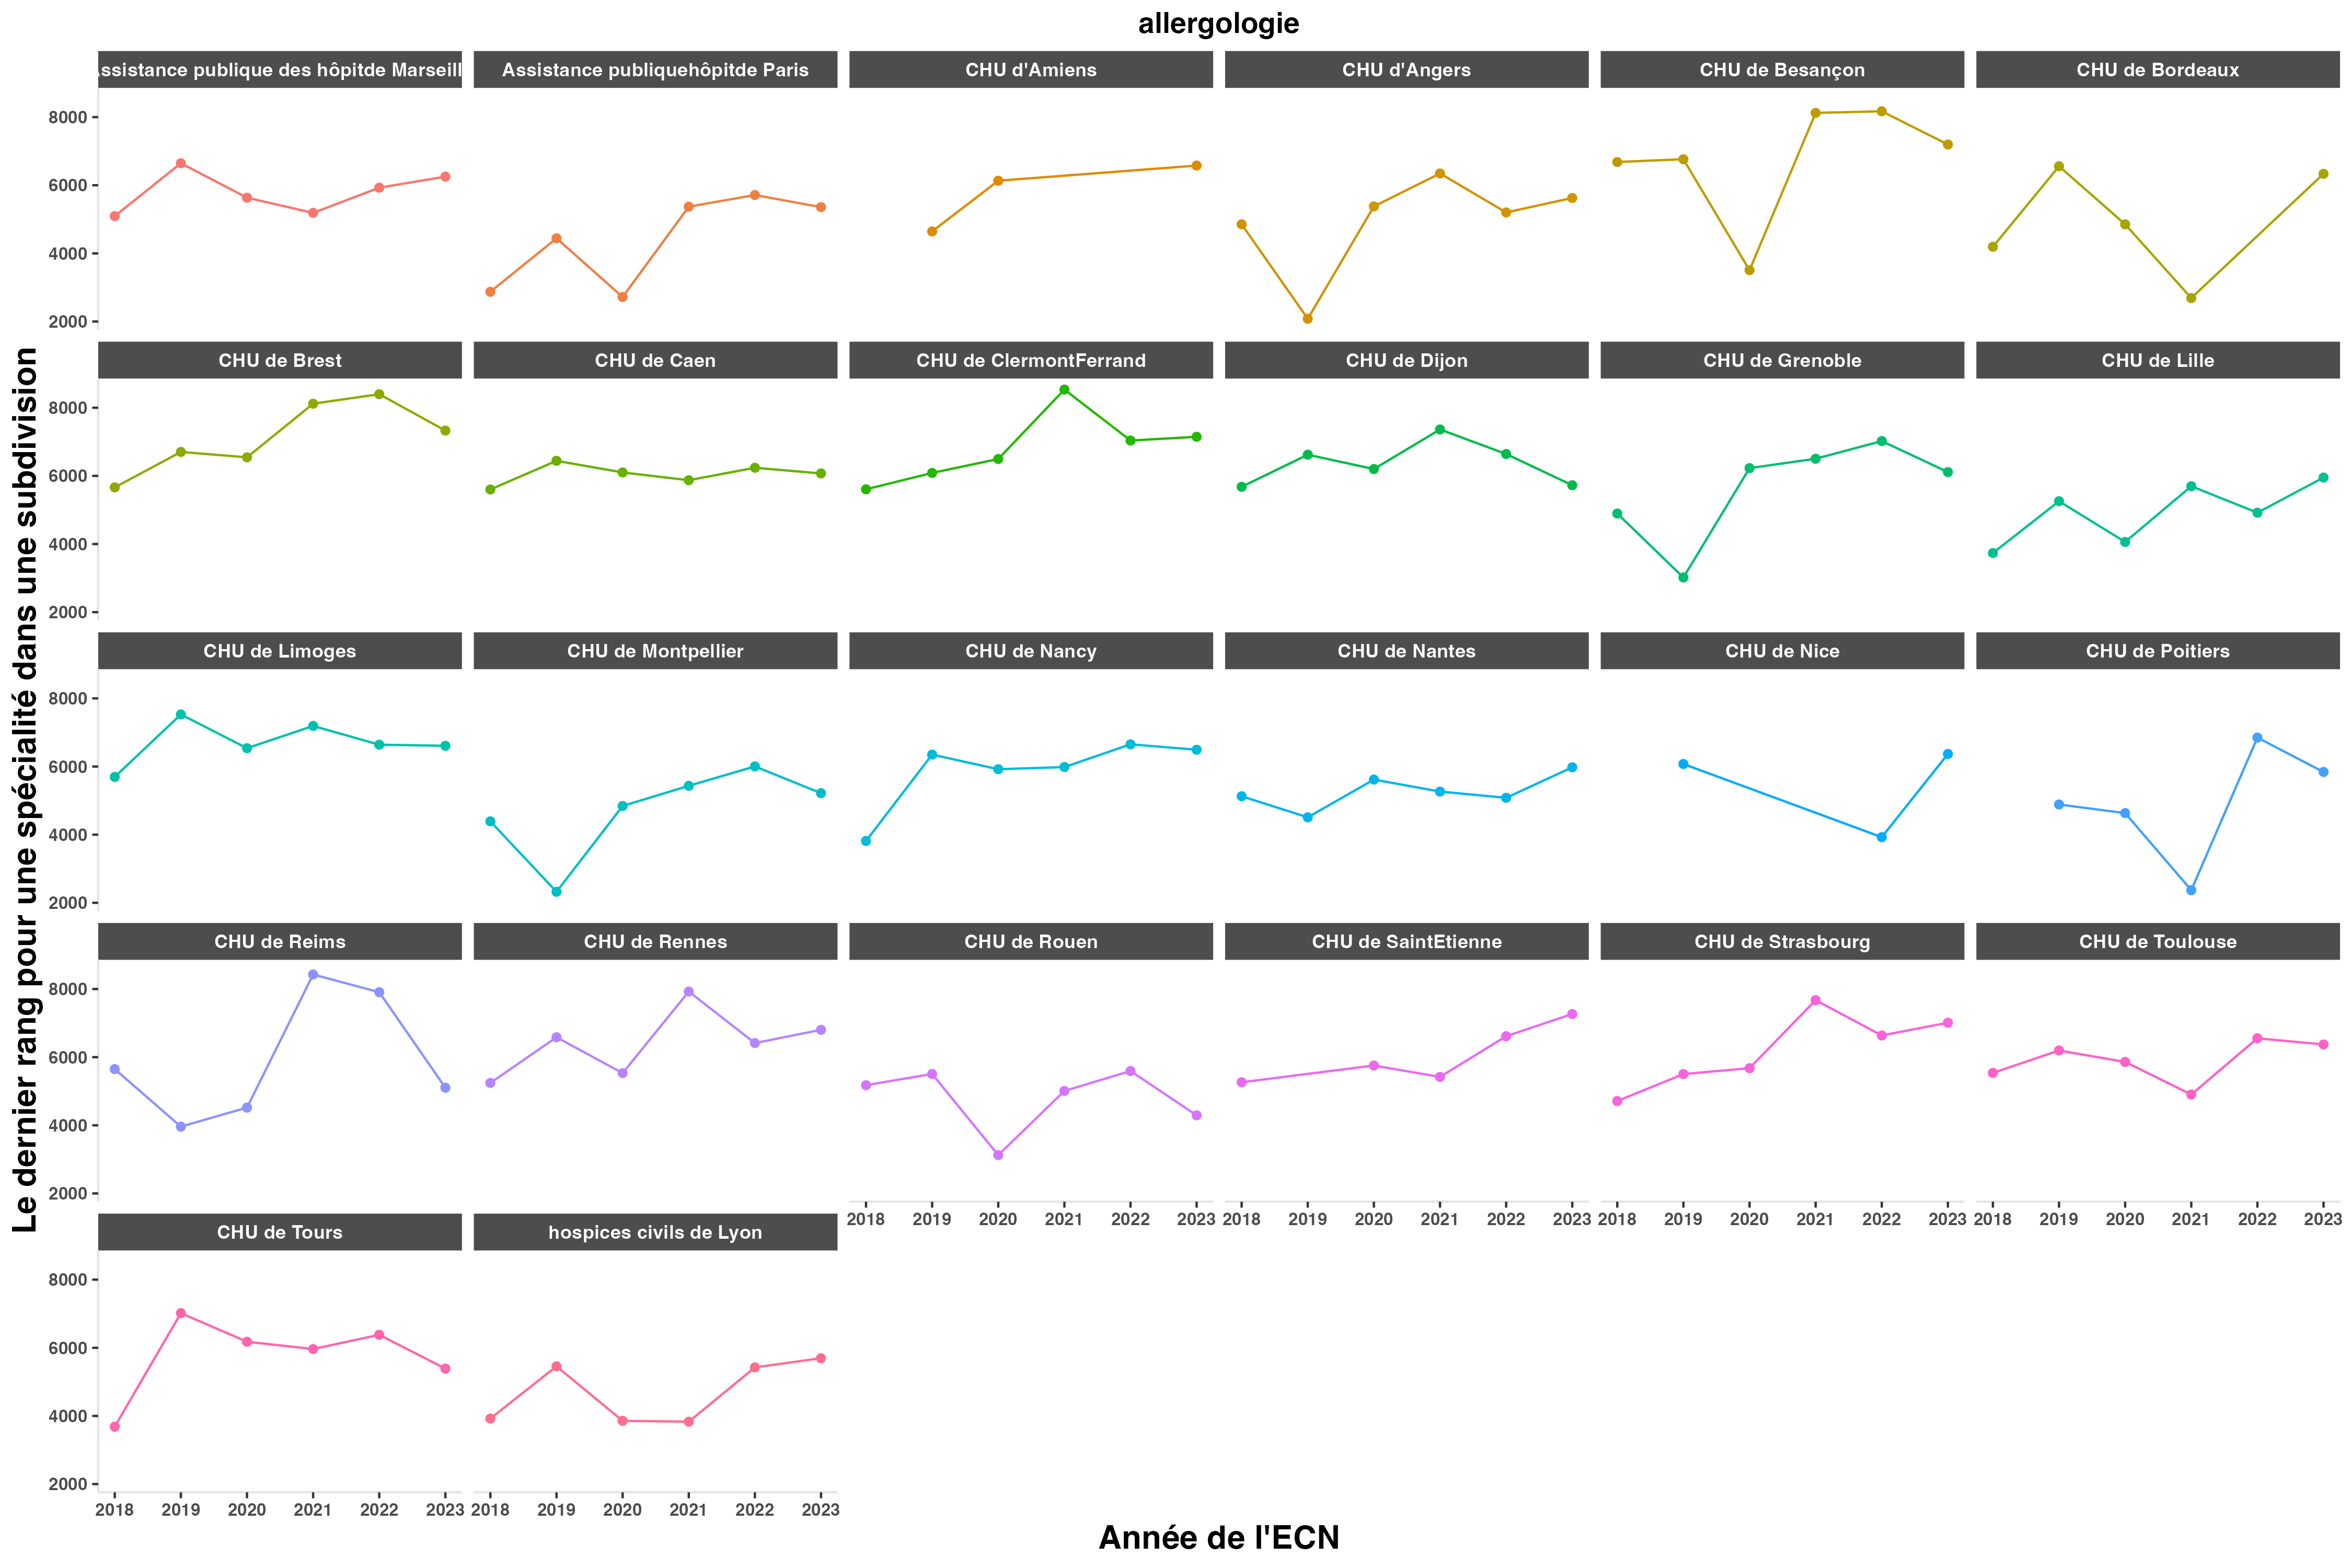 allergologie
Assistance publique des hôpitde Marseill Assistance publiquehôpitde Paris CHU d'Amiens CHU d'Angers CHU de Besançon CHU de Bordeaux
8000
6000
4000
2000
CHU de Brest CHU de Caen CHU de ClermontFerrand CHU de Dijon CHU de Grenoble CHU de Lille
8000
6000
4000
2000
CHU de Limoges CHU de Montpellier CHU de Nancy CHU de Nantes CHU de Nice CHU de Poitiers
8000
6000
4000
2000
CHU de Reims CHU de Rennes CHU de Rouen CHU de SaintEtienne CHU de Strasbourg CHU de Toulouse
8000
6000
4000
2000
2018 2019 2020 2021 2022 2023 2018 2019 2020 2021 2022 2023 2018 2019 2020 2021 2022 2023 2018 2019 2020 2021 2022 2023
CHU de Tours hospices civils de Lyon
8000
6000
4000
2000
2018 2019 2020 2021 2022 2023 2018 2019 2020 2021 2022 2023
Année de l'ECN
Le dernier rang pour une spécialité dans une subdivision